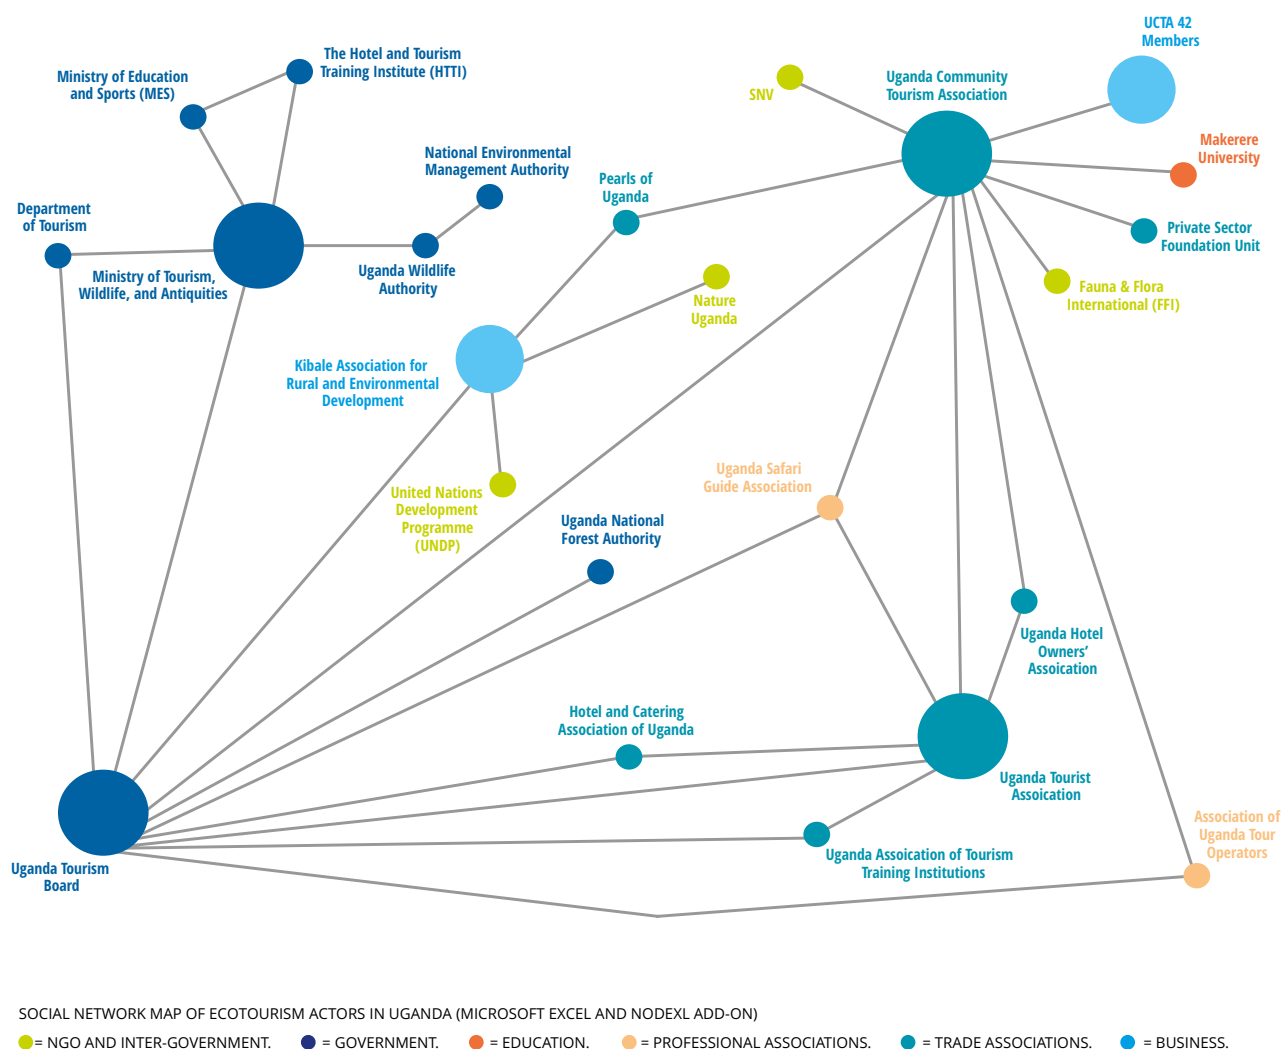 UCTA 42
Members
The Hotel and Tourism
Training Institute (HTTI)
Ministry of Education
and Sports (MES)
Uganda Community
Tourism Association
SNV
Makerere
University
National Environmental
Management Authority
Pearls of
Uganda
Department
of Tourism
Private Sector
Foundation Unit
Ministry of Tourism,
Wildlife, and Antiquities
Uganda Wildlife
Authority
Nature
Uganda
Fauna & Flora
International (FFI)
Kibale Association for
Rural and Environmental
Development
Uganda Safari
Guide Association
United Nations
Development
Programme
(UNDP)
Uganda National
Forest Authority
Uganda Hotel
Owners’
Assoication
Hotel and Catering
Association of Uganda
Uganda Tourist
Assoication
Association of
Uganda Tour
Operators
Uganda Assoication of Tourism
Training Institutions
Uganda Tourism
Board
SOCIAL NETWORK MAP OF ECOTOURISM ACTORS IN UGANDA (MICROSOFT EXCEL AND NODEXL ADD-ON)
= NGO AND INTER-GOVERNMENT. = GOVERNMENT. = EDUCATION. = PROFESSIONAL ASSOCIATIONS. = TRADE ASSOCIATIONS. = BUSINESS.